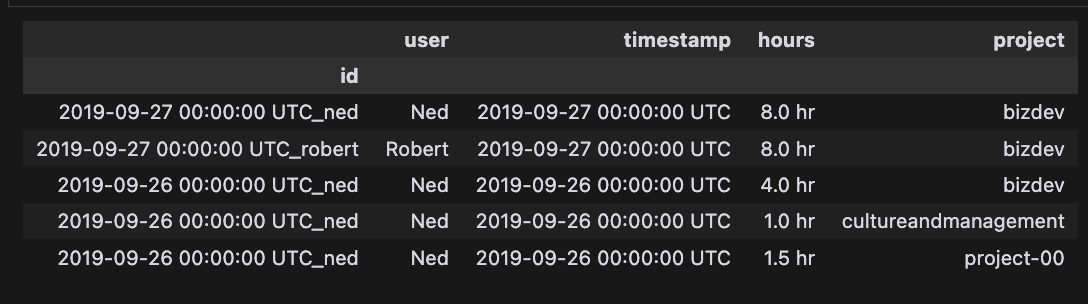 user timestamp hours project
id
2019-09-27 00:00:00 UTC_ned Ned 2019-09-27 00:00:00 UTC 8.0 hr bizdev
2019-09-27 00:00:00 UTC_robert Robert 2019-09-27 00:00:00 UTC 8.0 hr bizdev
2019-09-26 00:00:00 UTC_ned Ned 2019-09-26 00:00:00 UTC 4.0 hr bizdev
2019-09-26 00:00:00 UTC_ned Ned 2019-09-26 00:00:00 UTC 1.0 hr cultureandmanagement
2019-09-26 00:00:00 UTC_ned Ned 2019-09-26 00:00:00 UTC 1.5 hr project-00